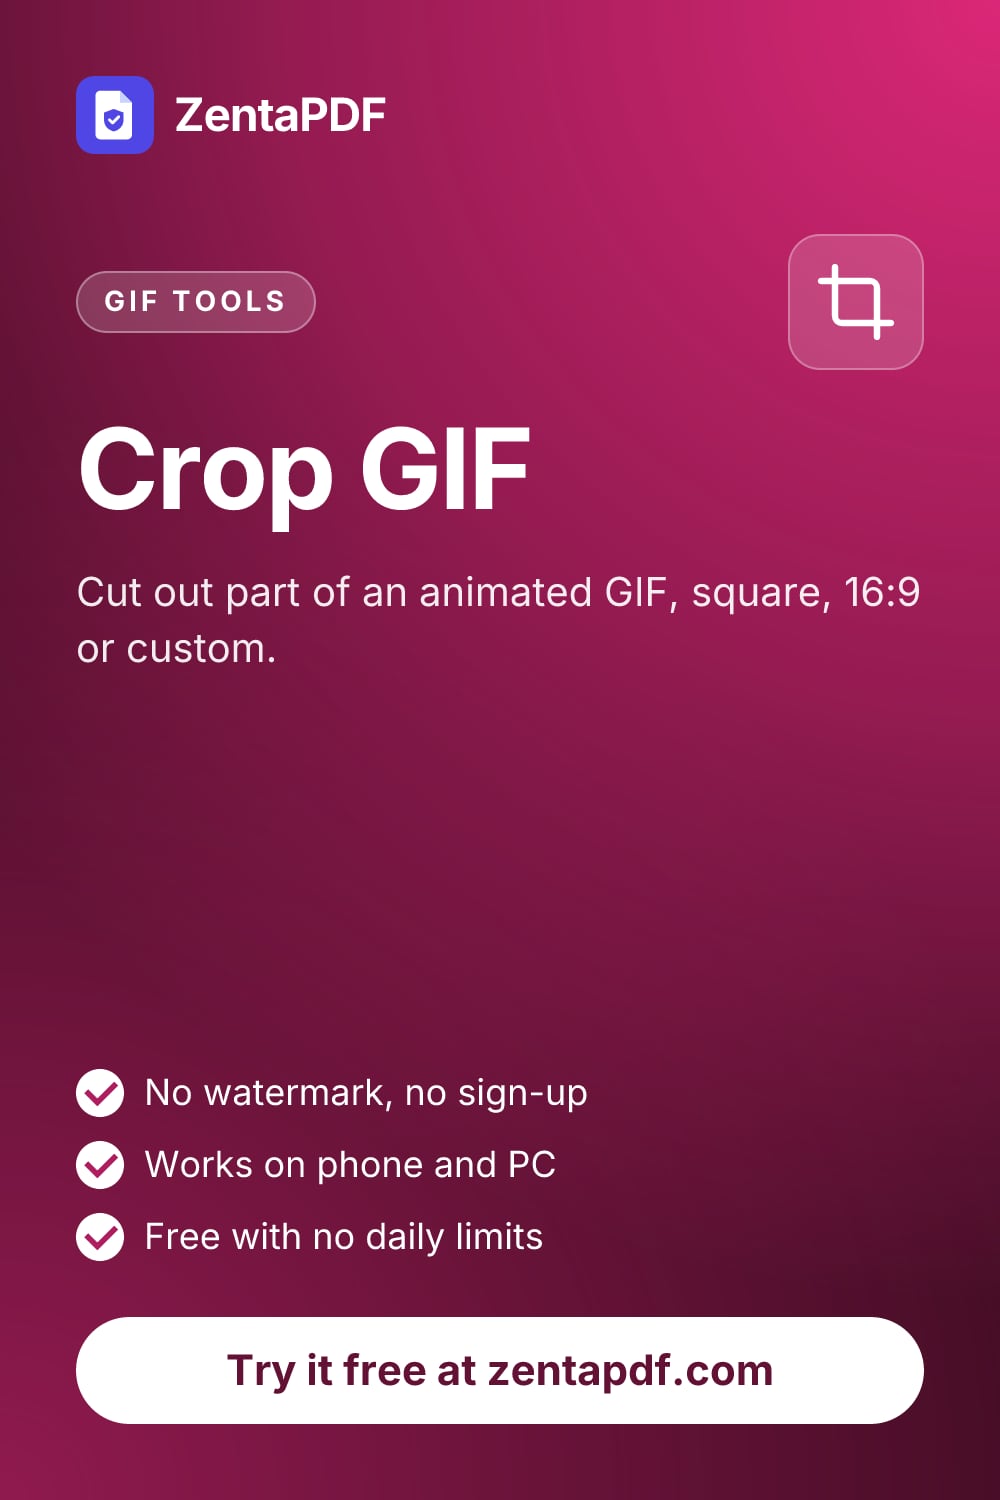 ZentaPDF
GIF TOOLS
Crop GIF
Cut out part of an animated GIF, square, 16:9
or custom.
No watermark, no sign-up
Works on phone and PC
Free with no daily limits
Try it free at zentapdf.com